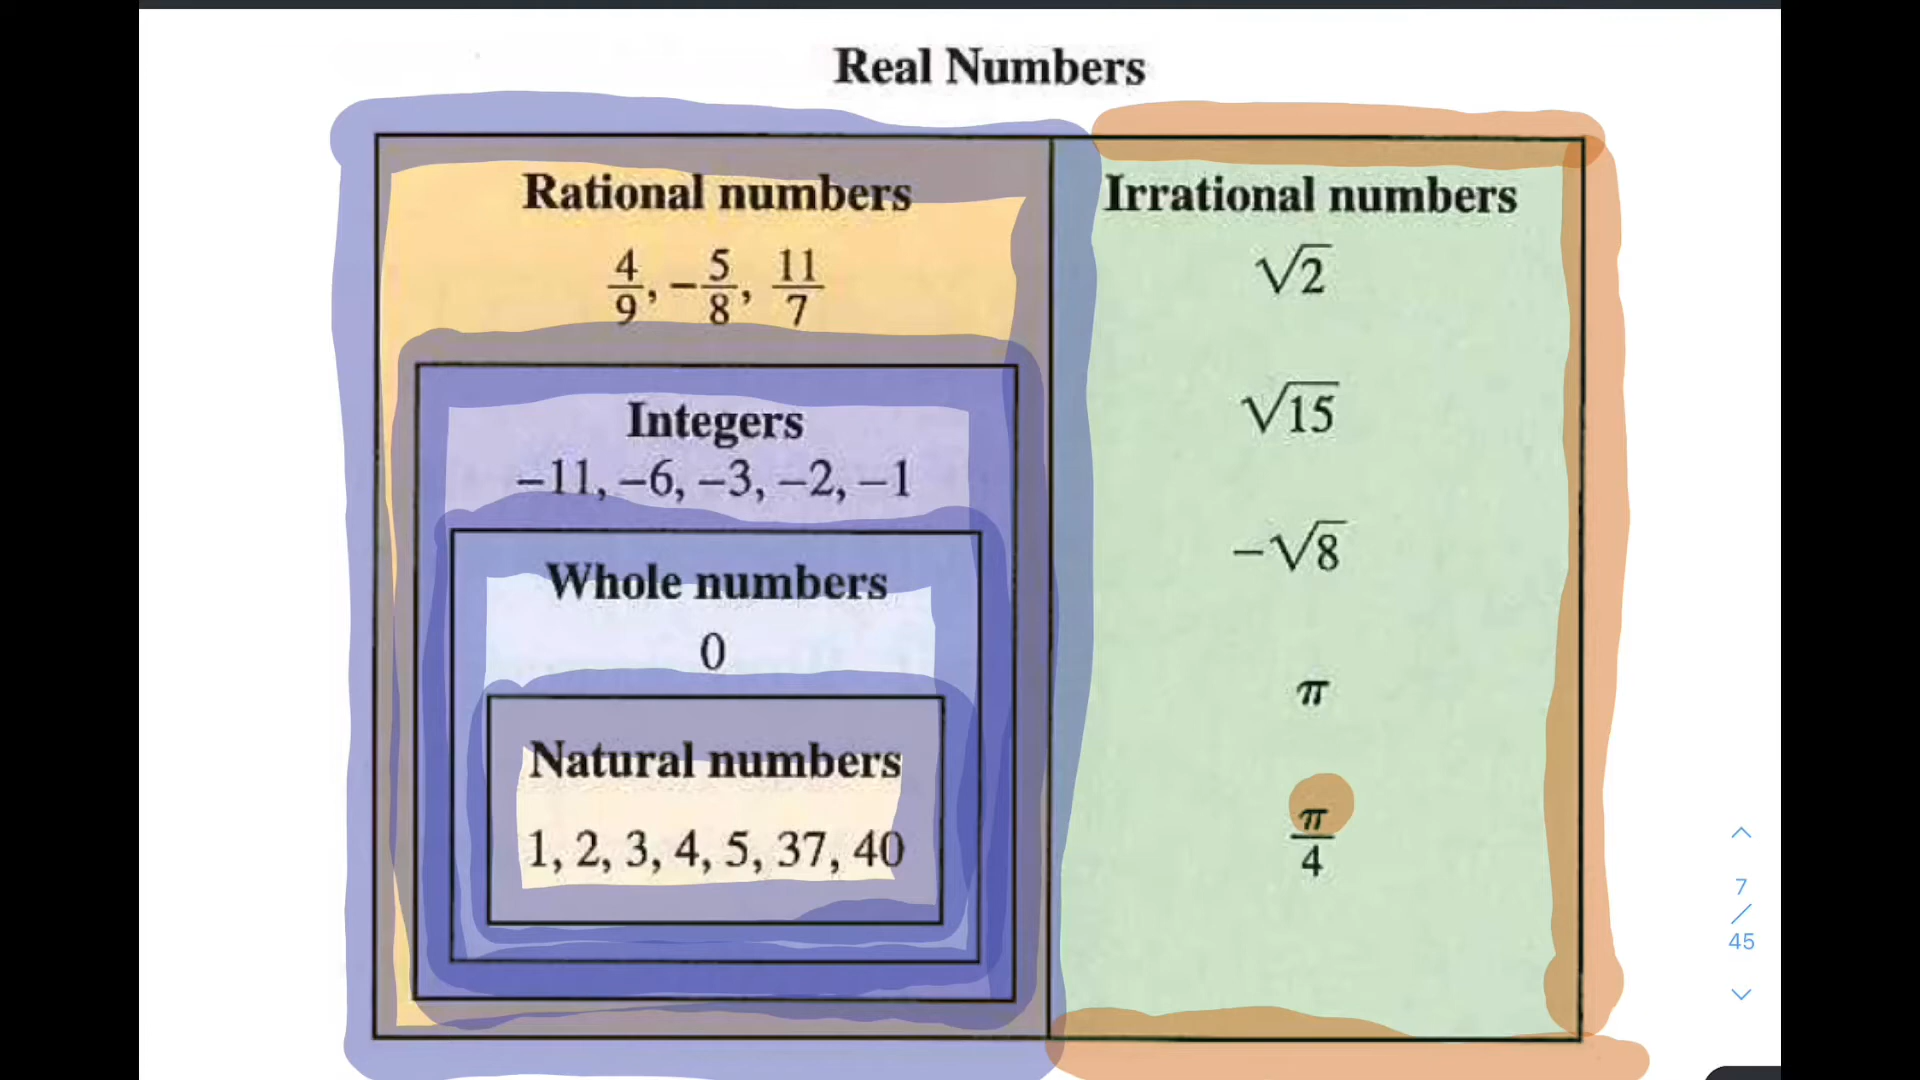 Real Numbers
Rational numbers
4/9, -5/8, 11/7
Integers
–11, –6, –3, –2, –1
Whole numbers
0
Natural numbers
1, 2, 3, 4, 5, 37, 40
Irrational numbers
√2
√15
–√8
π
π/4
7
/
45